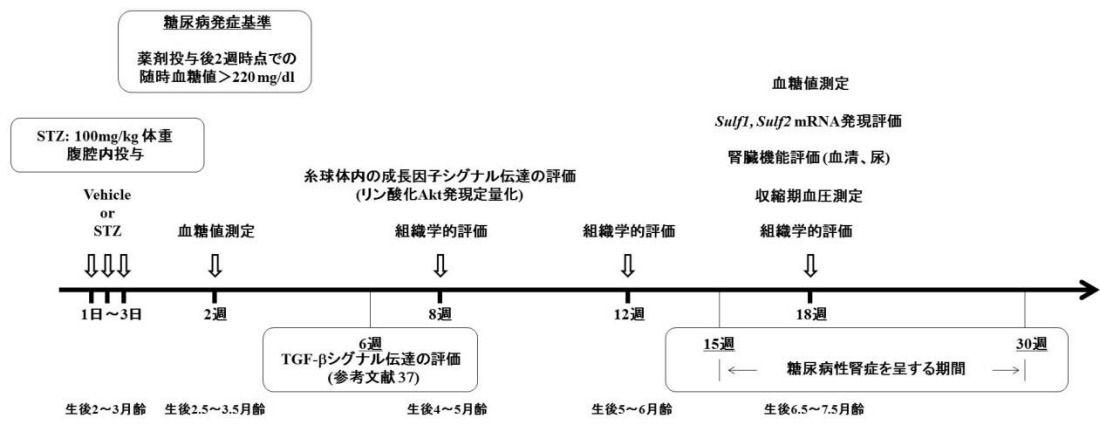 糖尿病発症基準
薬剤投与後2週時点での
随時血糖値＞220 mg/dl
STZ: 100mg/kg 体重
腹腔内投与
Vehicle
or
STZ
血糖値測定
糸球体内の成長因子シグナル伝達の評価
(リン酸化Akt発現定量化)
組織学的評価
組織学的評価
血糖値測定
Sulf1, Sulf2 mRNA発現評価
腎臓機能評価 (血清、尿)
収縮期血圧測定
組織学的評価
1日～3日
2週
8週
12週
18週
6週
TGF-βシグナル伝達の評価
(参考文献 37)
15週
30週
糖尿病性腎症を呈する期間
生後2～3月齢
生後2.5～3.5月齢
生後4～5月齢
生後5～6月齢
生後6.5～7.5月齢